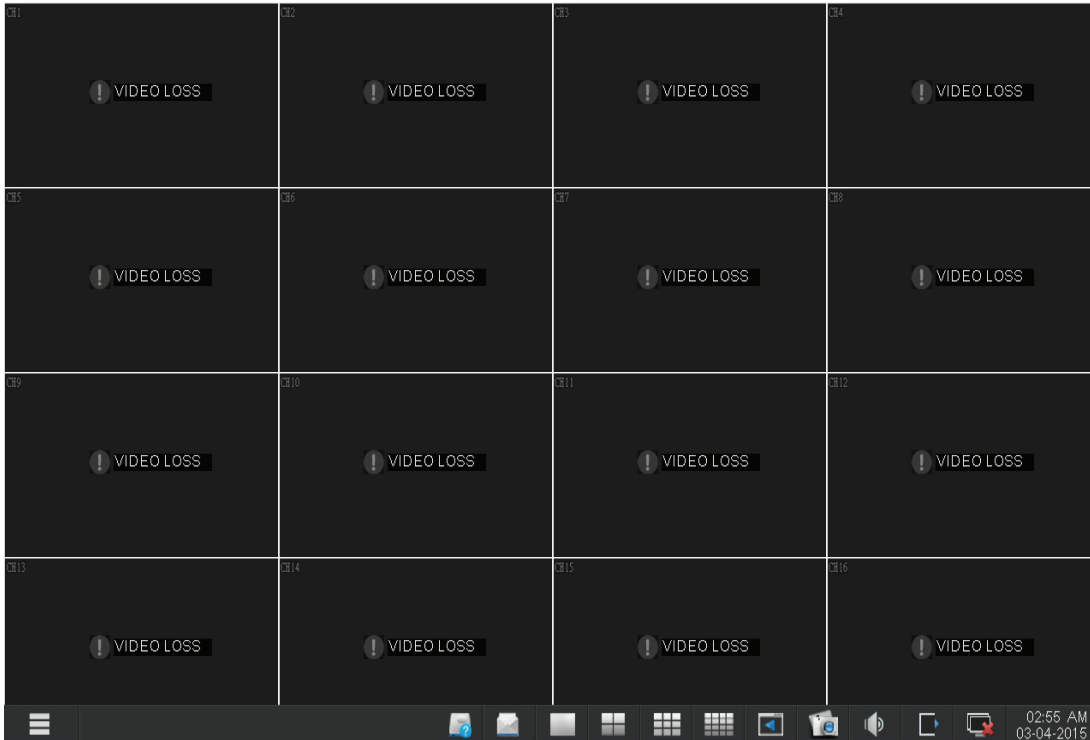 CH1 CH2 CH3 CH4
VIDEO LOSS VIDEO LOSS VIDEO LOSS VIDEO LOSS
CH5 CH6 CH7 CH8
VIDEO LOSS VIDEO LOSS VIDEO LOSS VIDEO LOSS
CH9 CH10 CH11 CH12
VIDEO LOSS VIDEO LOSS VIDEO LOSS VIDEO LOSS
CH13 CH14 CH15 CH16
VIDEO LOSS VIDEO LOSS VIDEO LOSS VIDEO LOSS
02:55 AM
03-04-2015